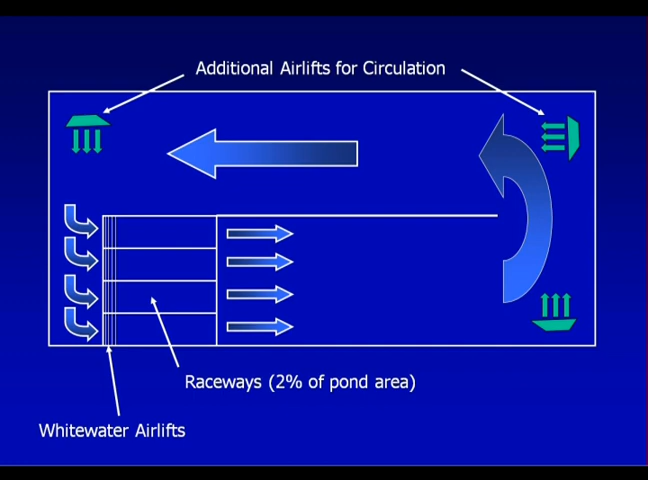 Additional Airlifts for Circulation
Raceways (2% of pond area)
Whitewater Airlifts